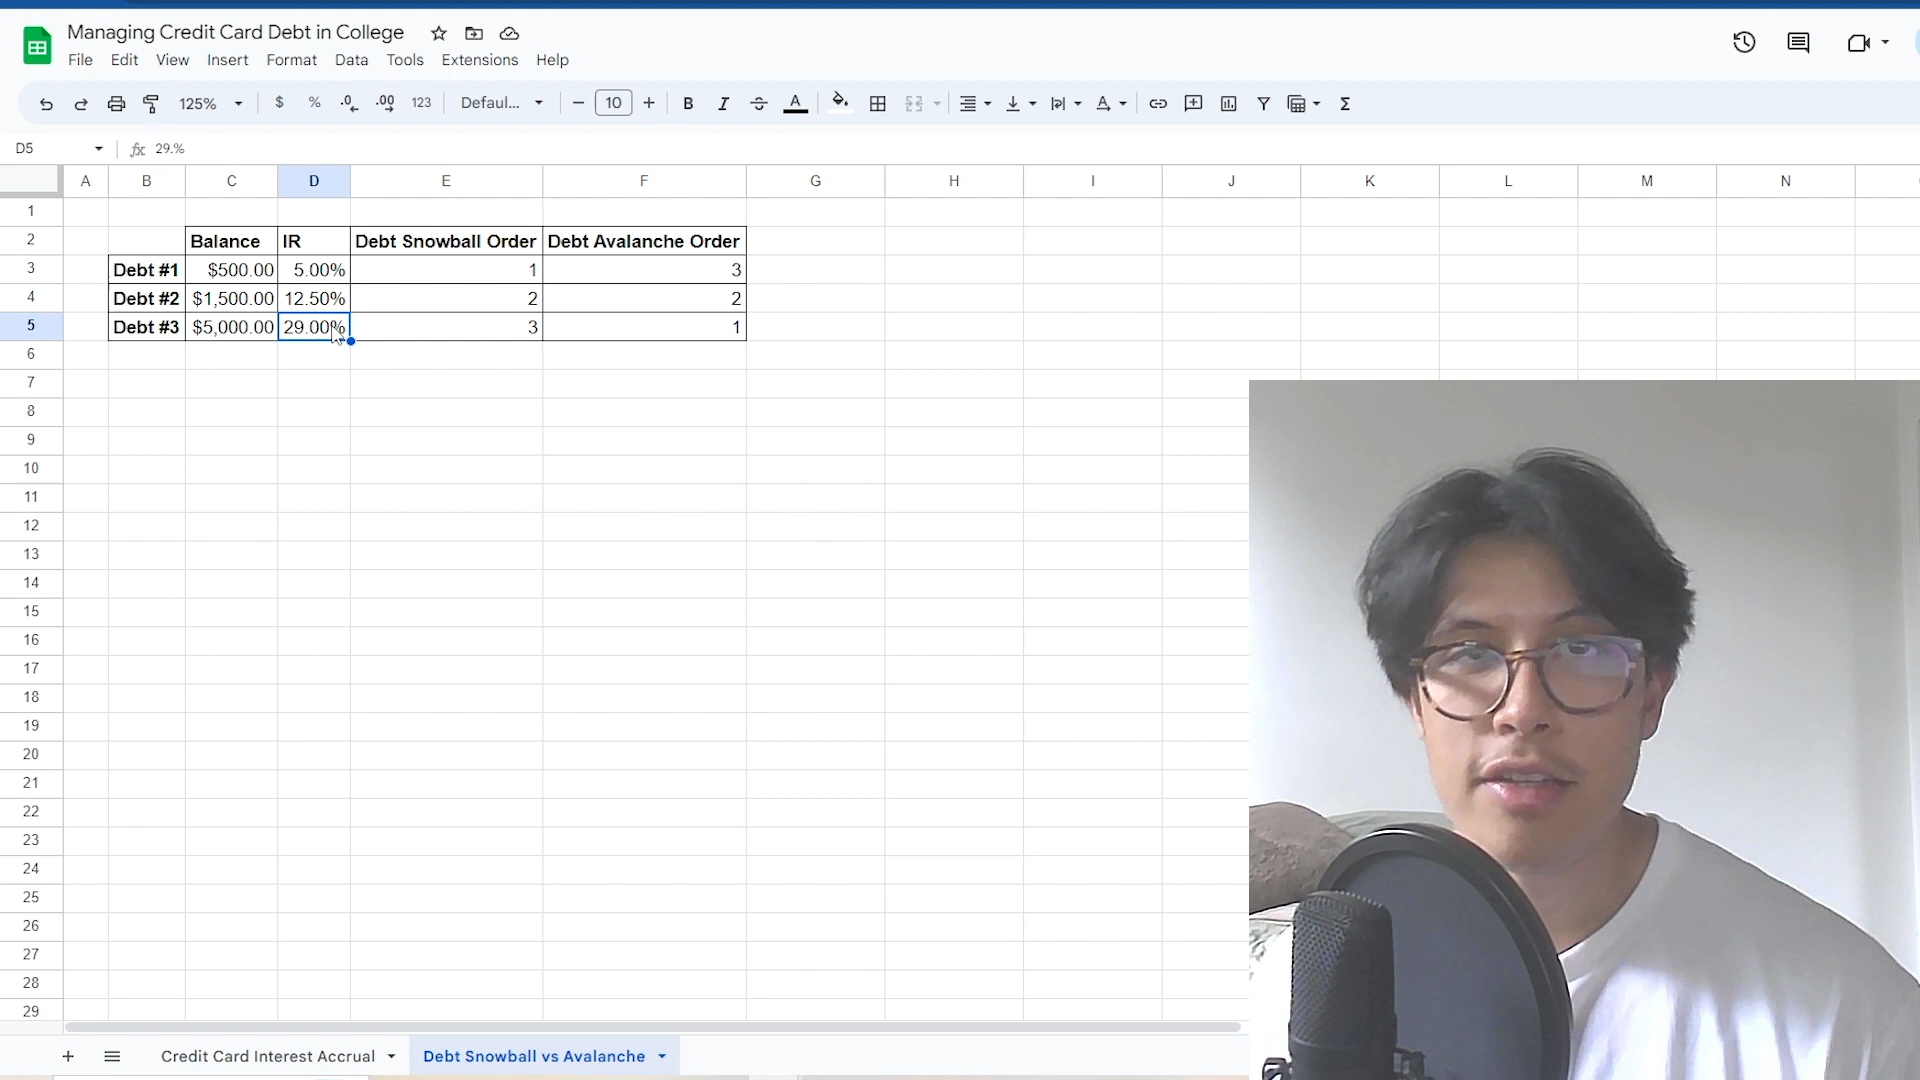 Managing Credit Card Debt in College
File Edit View Insert Format Data Tools Extensions Help
125% $ % .0 .00 123 Defaul... − 10 + B I S A Σ
D5 fx 29.%
A B C D E F G H I J K L M N
1
2 Balance IR Debt Snowball Order Debt Avalanche Order
3 Debt #1 $500.00 5.00% 1 3
4 Debt #2 $1,500.00 12.50% 2 2
5 Debt #3 $5,000.00 29.00% 3 1
6
7
8
9
10
11
12
13
14
15
16
17
18
19
20
21
22
23
24
25
26
27
28
29
+ Credit Card Interest Accrual Debt Snowball vs Avalanche